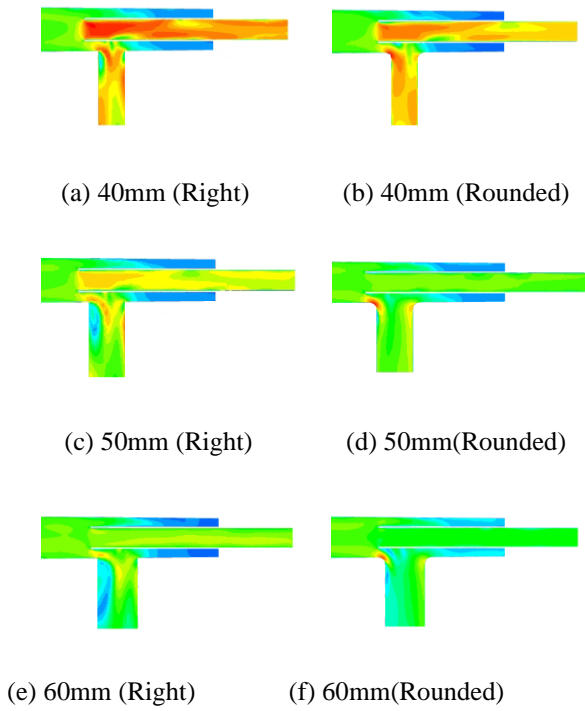 (a) 40mm (Right)
(b) 40mm (Rounded)
(c) 50mm (Right)
(d) 50mm(Rounded)
(e) 60mm (Right)
(f) 60mm(Rounded)